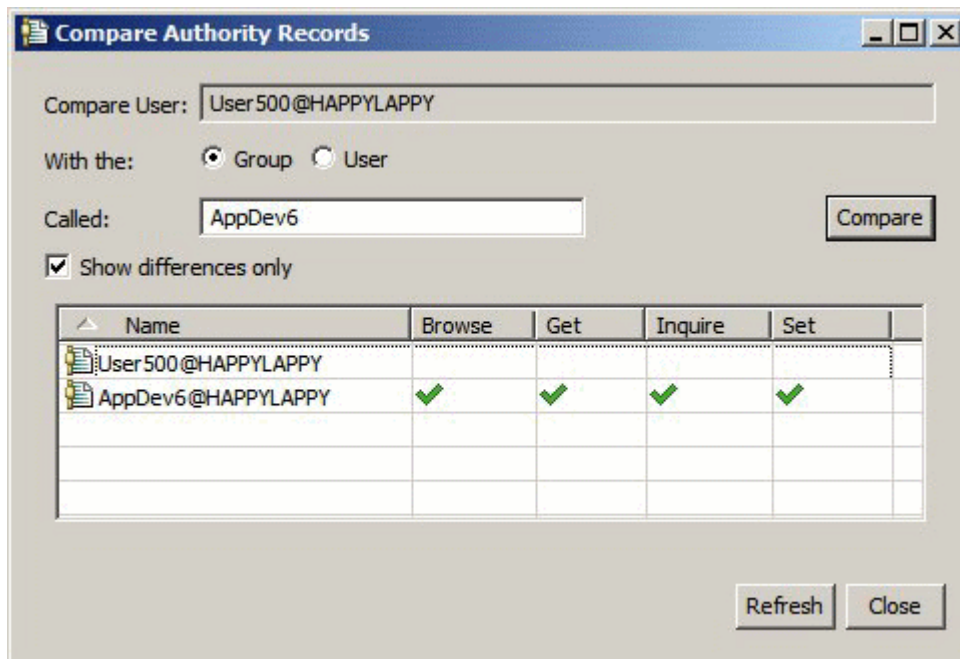 Compare Authority Records
Compare User: User500@HAPPYLAPPY
With the: Group User
Called: AppDev6 Compare
Show differences only
Name Browse Get Inquire Set
User500@HAPPYLAPPY
AppDev6@HAPPYLAPPY
Refresh Close